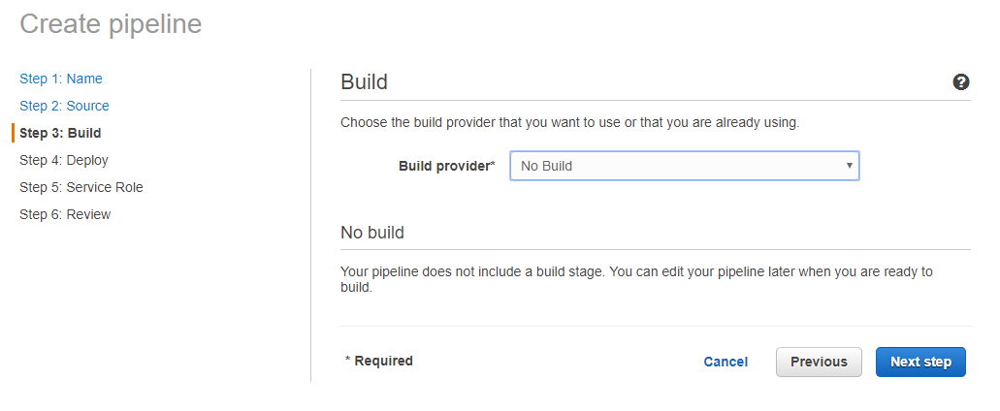 Create pipeline
Step 1: Name
Step 2: Source
Step 3: Build
Step 4: Deploy
Step 5: Service Role
Step 6: Review
Build
?
Choose the build provider that you want to use or that you are already using.
Build provider* No Build
No build
Your pipeline does not include a build stage. You can edit your pipeline later when you are ready to
build.
* Required Cancel Previous Next step